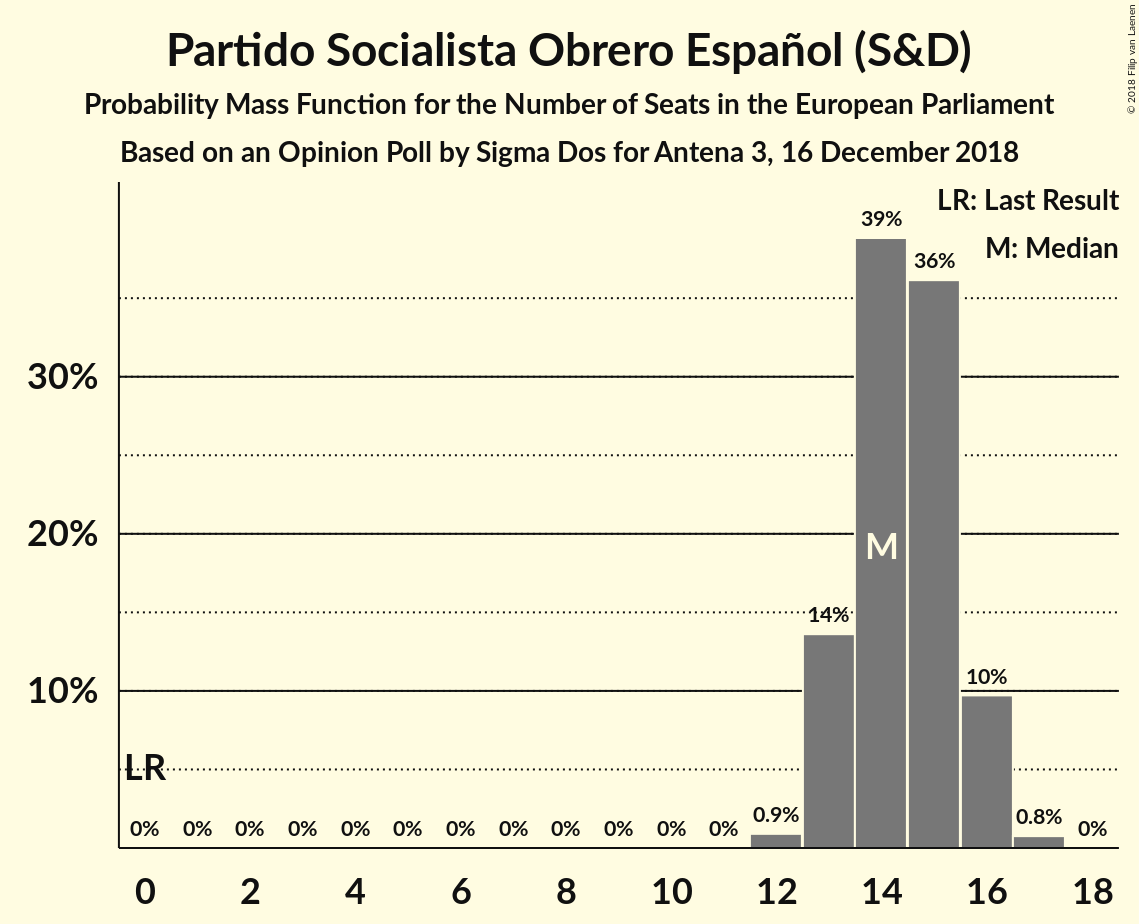 Partido Socialista Obrero Español (S&D)
Probability Mass Function for the Number of Seats in the European Parliament
Based on an Opinion Poll by Sigma Dos for Antena 3, 16 December 2018
© 2018 Filip van Laenen
LR: Last Result
M: Median
39%
36%
30%
20%
M
14%
10%
10%
LR
0% 0% 0% 0% 0% 0% 0% 0% 0% 0% 0% 0% 0.9% 0.8% 0%
0 2 4 6 8 10 12 14 16 18